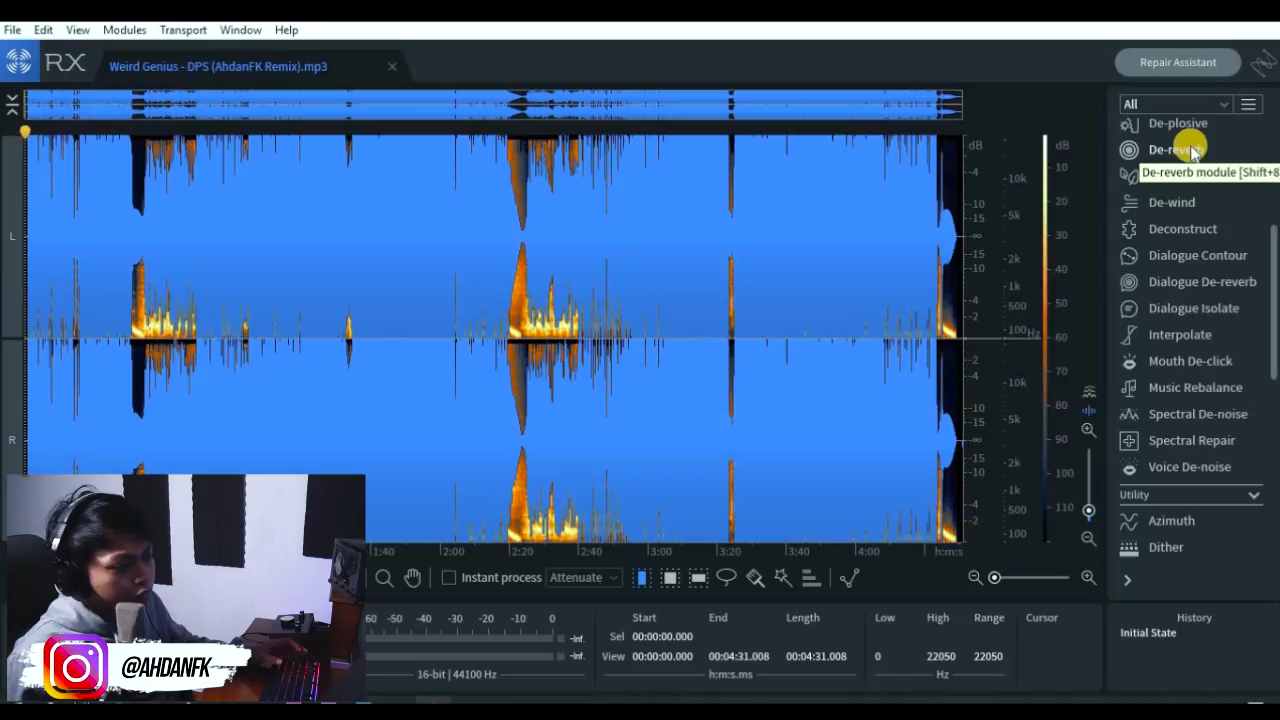 File Edit View Modules Transport Window Help
RX
Weird Genius - DPS (AhdanFK Remix).mp3
Repair Assistant
All
De-plosive
De-reverb
De-reverb module [Shift+8
De-wind
Deconstruct
Dialogue Contour
Dialogue De-reverb
Dialogue Isolate
Interpolate
Mouth De-click
Music Rebalance
Spectral De-noise
Spectral Repair
Voice De-noise
Utility
Azimuth
Dither
L
R
dB
-4
-10
-15
-∞
-15
-10
-4
-2
-2
-4
-10
-15
-∞
-15
-10
-4
-2
10k
5k
2k
1k
500
100
Hz
10k
5k
2k
1k
500
100
dB
10
20
30
40
50
60
70
80
90
100
110
1:40 2:00 2:20 2:40 3:00 3:20 3:40 4:00 h:m:s
Instant process Attenuate
60 -50 -40 -30 -20 -10 0
-Inf.
-Inf.
16-bit | 44100 Hz
Start End Length
Sel 00:00:00.000
View 00:00:00.000 00:04:31.008 00:04:31.008
h:m:s.ms
Low High Range Cursor
0 22050 22050
Hz
History
Initial State
@AHDANFK